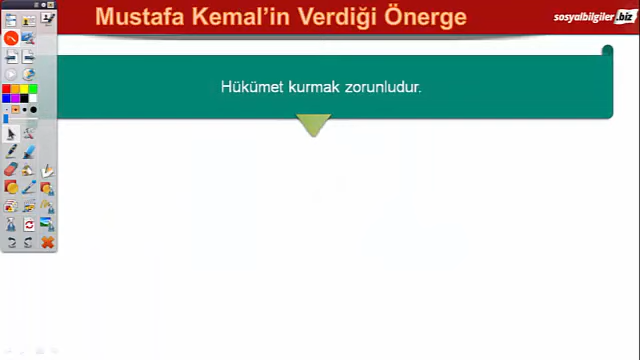 Mustafa Kemal’in Verdiği Önerge
sosyalbilgiler.biz
Hükümet kurmak zorunludur.